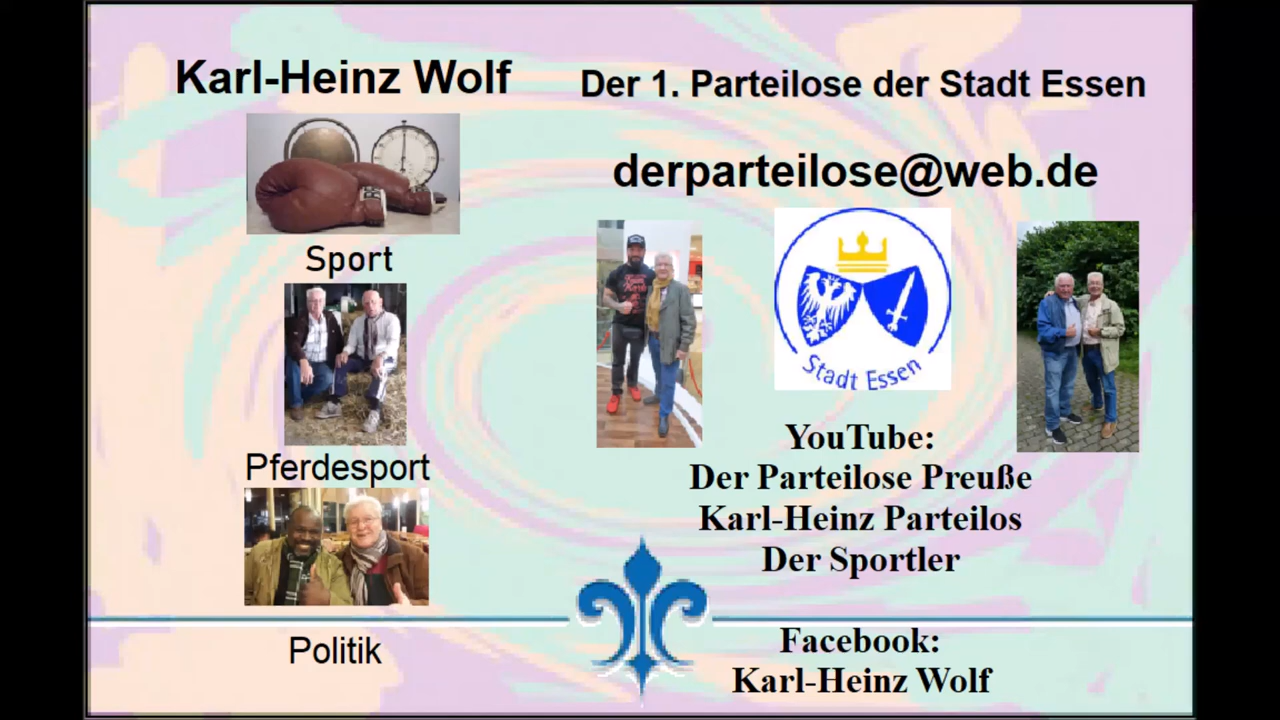 Karl-Heinz Wolf
Der 1. Parteilose der Stadt Essen
derparteilose@web.de
Sport
Pferdesport
Politik
Stadt Essen
YouTube:
Der Parteilose Preuße
Karl-Heinz Parteilos
Der Sportler
Facebook:
Karl-Heinz Wolf